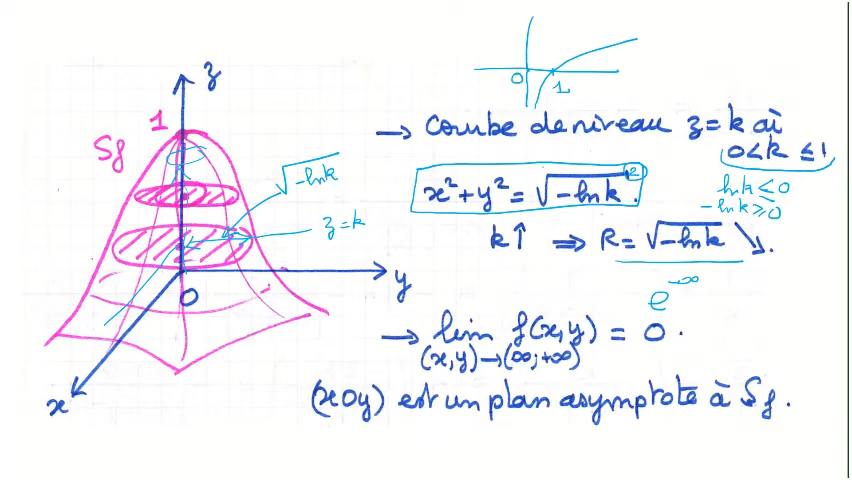 z
1
Sf
√-lnk
z=k
y
O
x
0 1
→ Courbe de niveau z=k où
0<k≤1
lnk≤0
-lnk≥0
x²+y² = √-lnk ².
k↑ ⇒ R=√-lnk ↘.
e^-∞
→ lim f(x,y) = 0.
(x,y)→(∞;+∞)
(xOy) est un plan asymptote à Sf.